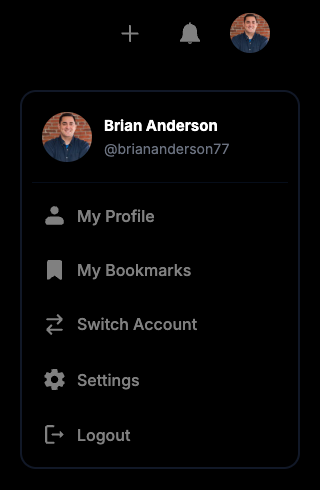 Brian Anderson
@briananderson77
My Profile
My Bookmarks
Switch Account
Settings
Logout